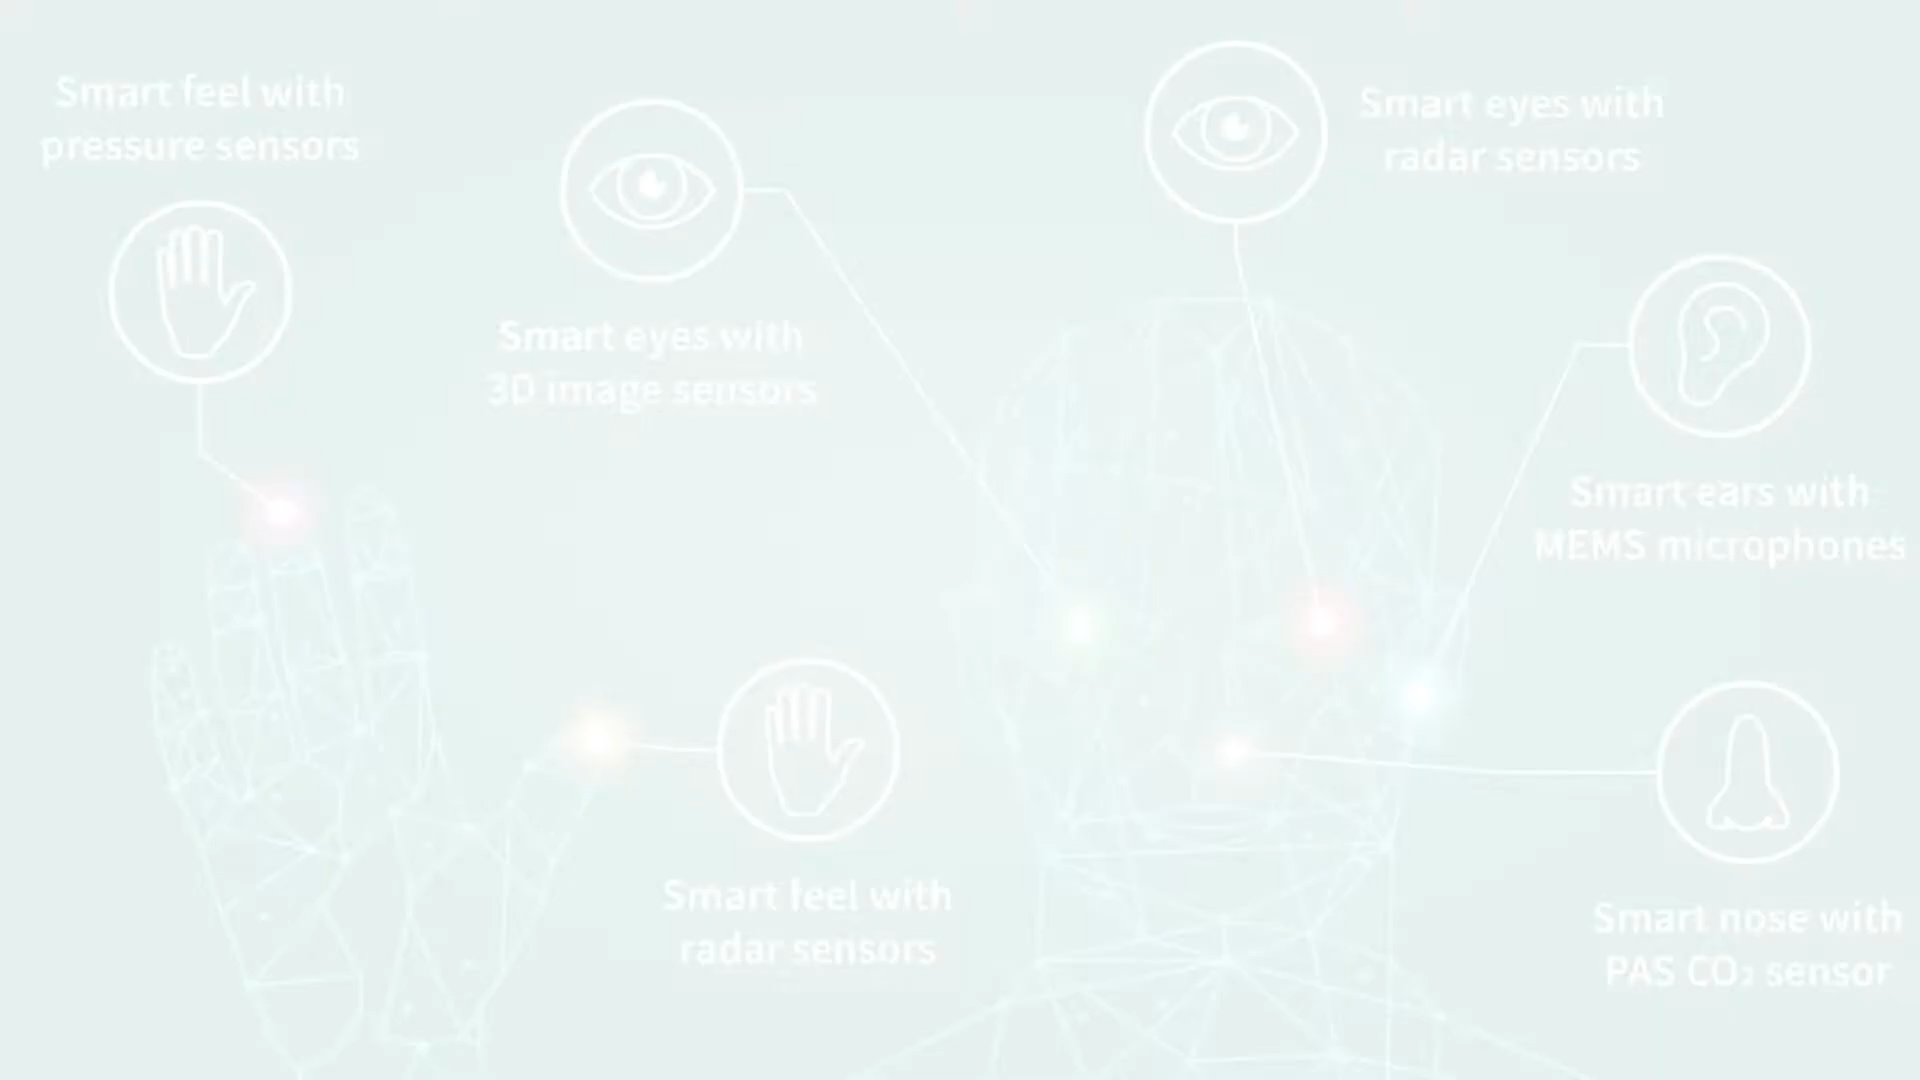 Smart feel with
pressure sensors
Smart eyes with
3D image sensors
Smart eyes with
radar sensors
Smart ears with
MEMS microphones
Smart feel with
radar sensors
Smart nose with
PAS CO₂ sensor